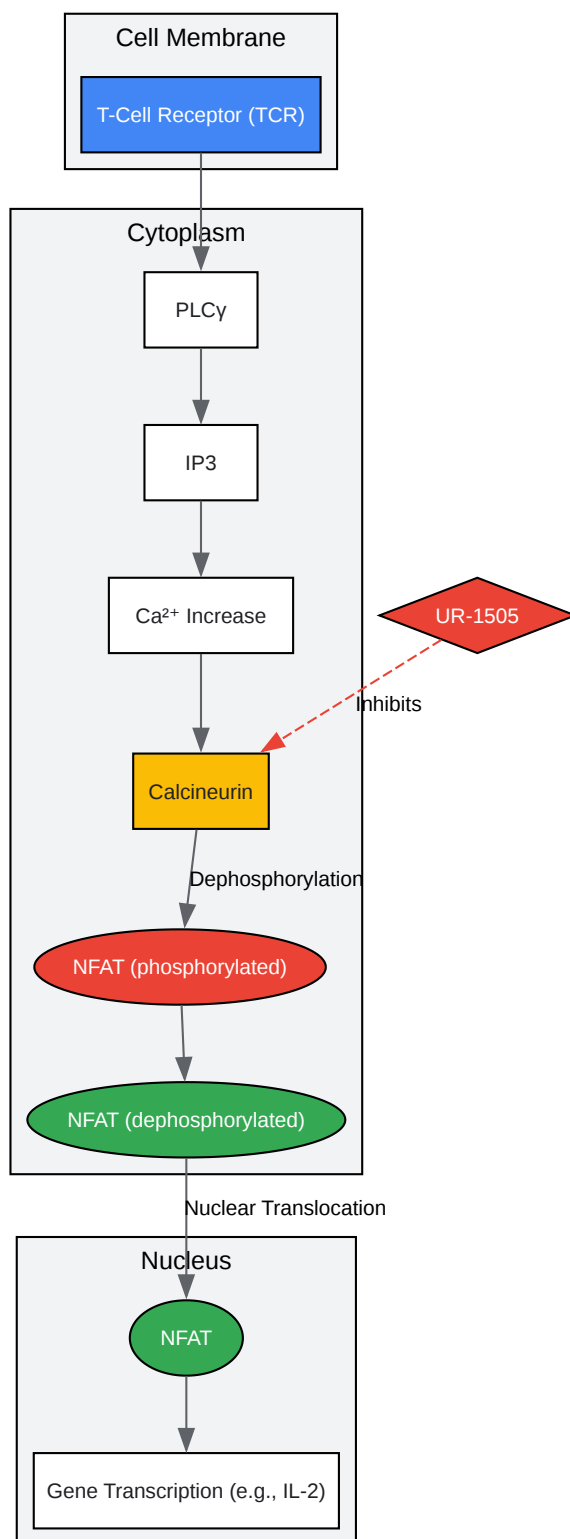 Cell Membrane
T-Cell Receptor (TCR)
Cytoplasm
PLCγ
IP3
Ca²⁺ Increase
UR-1505
Inhibits
Calcineurin
Dephosphorylation
NFAT (phosphorylated)
NFAT (dephosphorylated)
Nuclear Translocation
Nucleus
NFAT
Gene Transcription (e.g., IL-2)